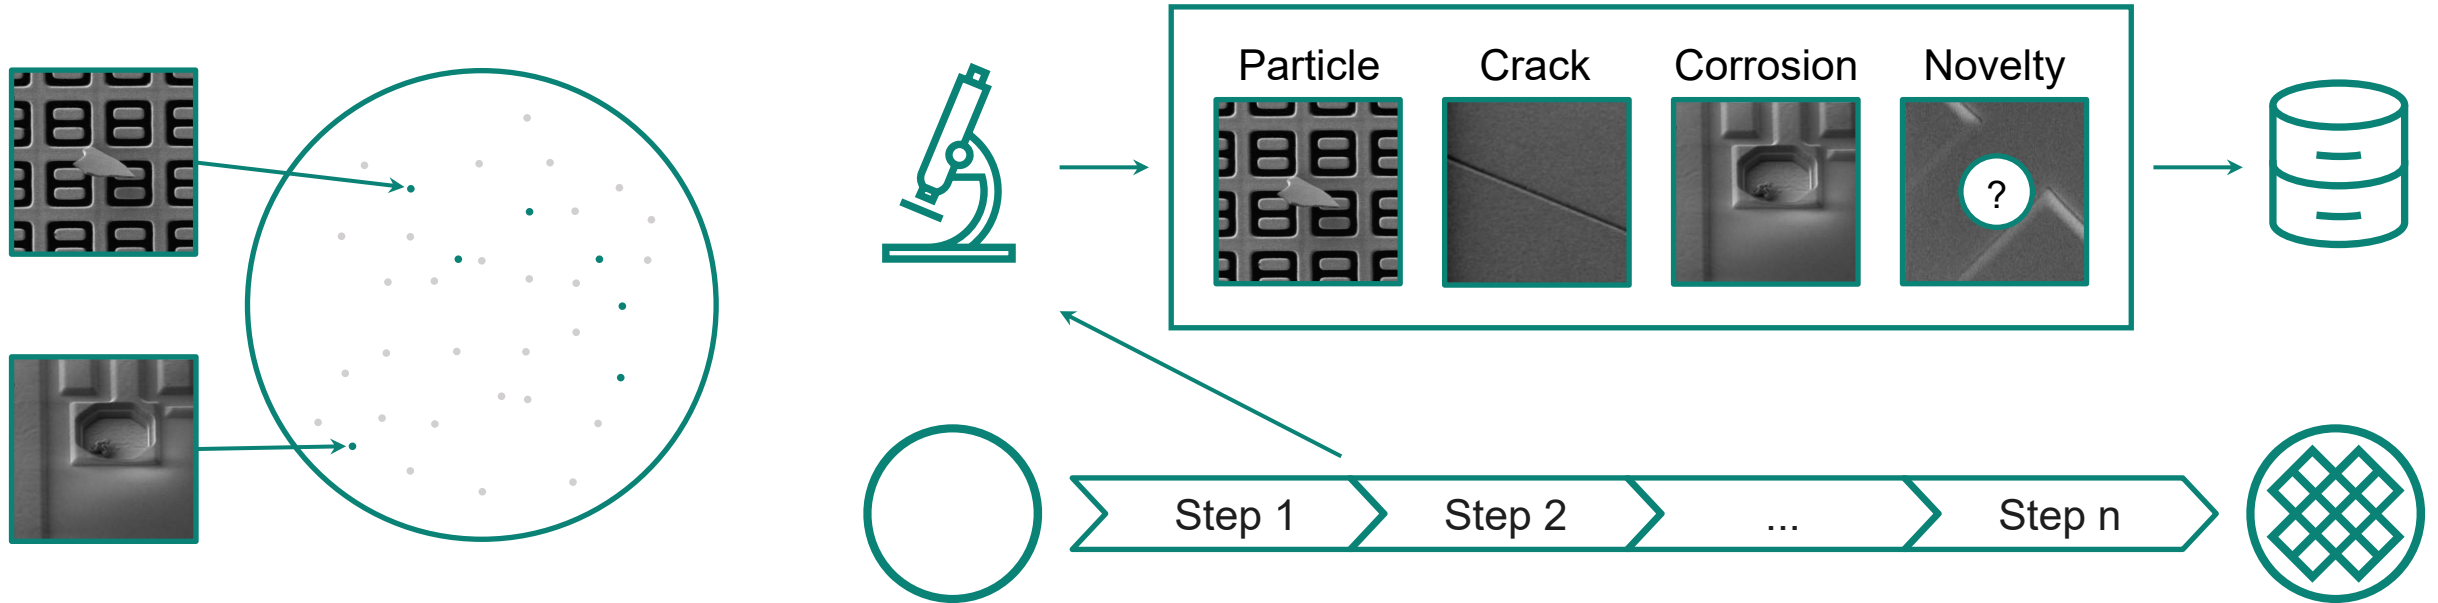 Particle Crack Corrosion Novelty
?
Step 1 Step 2 ... Step n